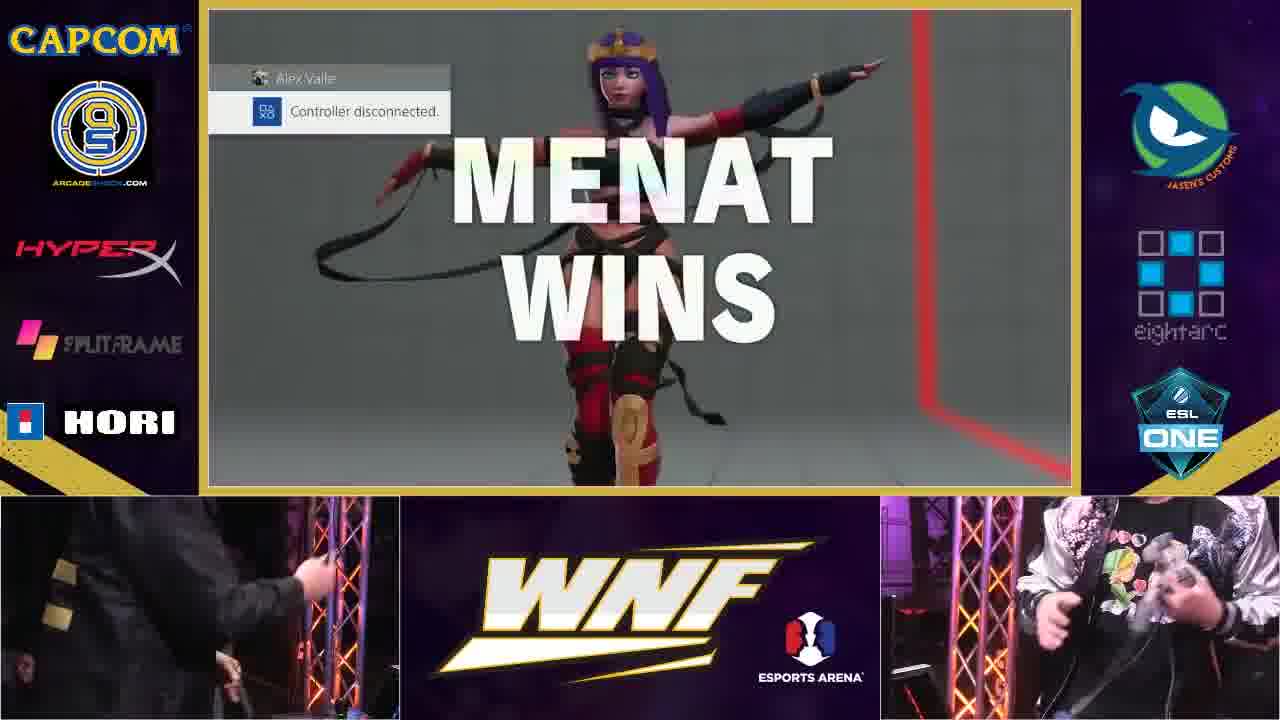 CAPCOM
ARCADESHOCK.COM
HYPERX
SPLITFRAME
HORI
Alex Valle
Controller disconnected.
MENAT
WINS
JASEN'S CUSTOMS
eightarc
ESL
ONE
WNF
ESPORTS ARENA